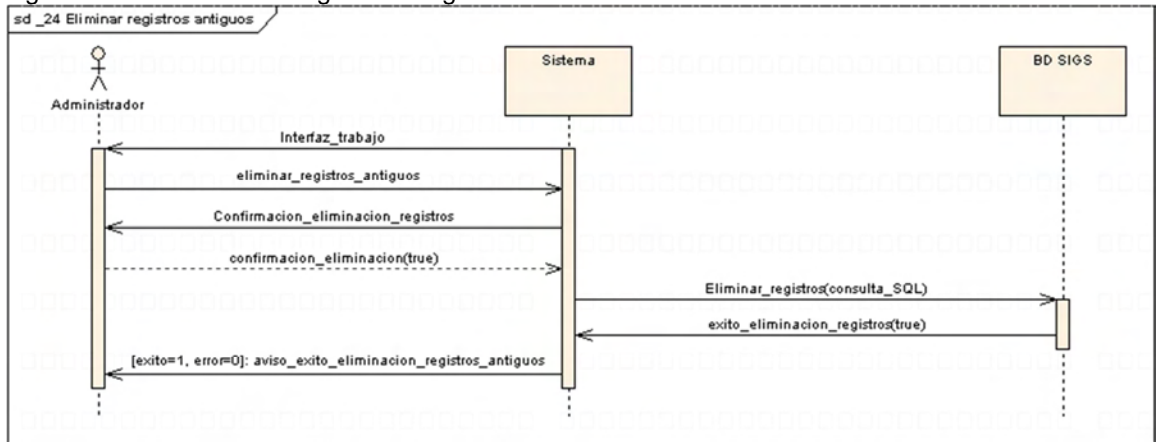 sd _24 Eliminar registros antiguos
Administrador
Sistema
BD SIGS
Interfaz_trabajo
eliminar_registros_antiguos
Confirmacion_eliminacion_registros
confirmacion_eliminacion(true)
Eliminar_registros(consulta_SQL)
exito_eliminacion_registros(true)
[exito=1, error=0]: aviso_exito_eliminacion_registros_antiguos